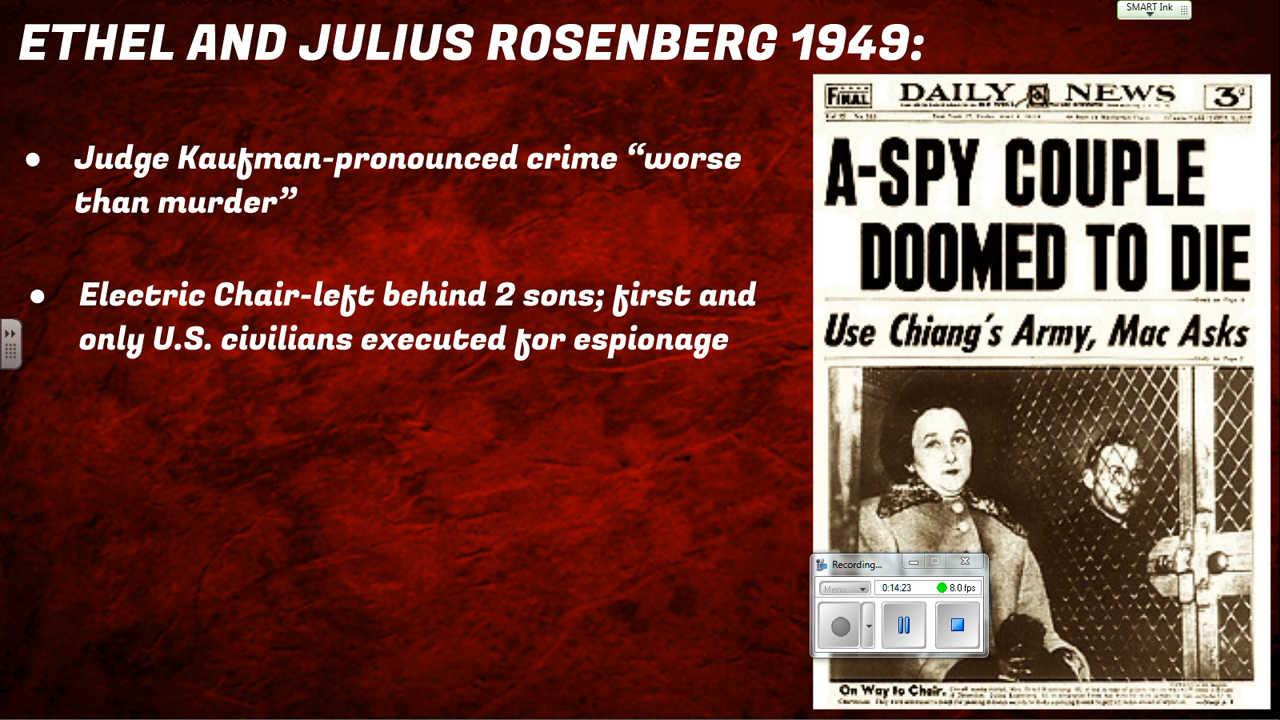 SMART Ink
ETHEL AND JULIUS ROSENBERG 1949:
● Judge Kaufman-pronounced crime “worse
than murder”
● Electric Chair-left behind 2 sons; first and
only U.S. civilians executed for espionage
FINAL DAILY NEWS 3¢
A-SPY COUPLE
DOOMED TO DIE
Use Chiang's Army, Mac Asks
Recording...
Menu 0:14:23 8.0 fps
On Way to Chair.